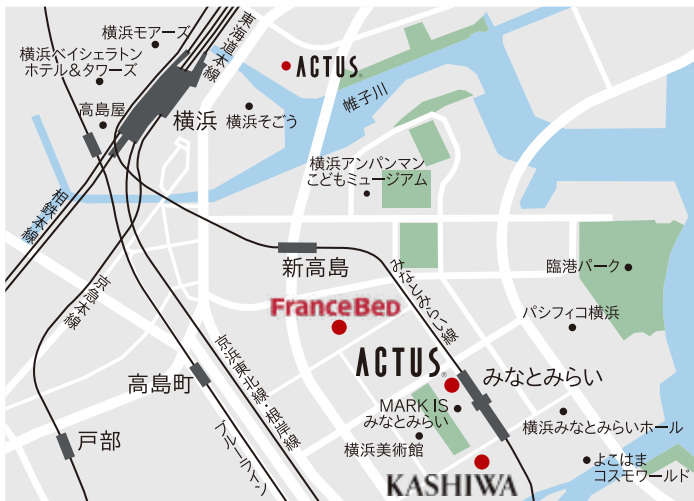 横浜モアーズ
東海道本線
横浜ベイシェラトン
ホテル&タワーズ
ACTUS®
高島屋
横浜
横浜そごう
帷子川
横浜アンパンマン
こどもミュージアム
相鉄本線
新高島
みなとみらい線
臨港パーク
京急本線
FranceBeD
パシフィコ横浜
京浜東北線・根岸線
ACTUS®
みなとみらい
高島町
MARK IS
みなとみらい
横浜みなとみらいホール
戸部
ブルーライン
横浜美術館
よこはま
コスモワールド
KASHIWA